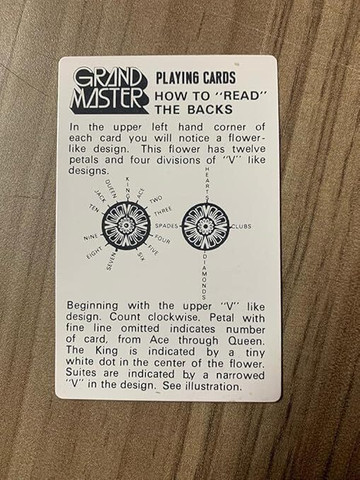 GRAND MASTER
PLAYING CARDS
HOW TO "READ"
THE BACKS
In the upper left hand corner of
each card you will notice a flower-
like design. This flower has twelve
petals and four divisions of "V" like
designs.
KING
ACE
TWO
THREE
FOUR
FIVE
SIX
SEVEN
EIGHT
NINE
TEN
JACK
QUEEN
HEARTS
SPADES
CLUBS
DIAMONDS
Beginning with the upper "V" like
design. Count clockwise. Petal with
fine line omitted indicates number
of card, from Ace through Queen.
The King is indicated by a tiny
white dot in the center of the flower.
Suites are indicated by a narrowed
"V" in the design. See illustration.